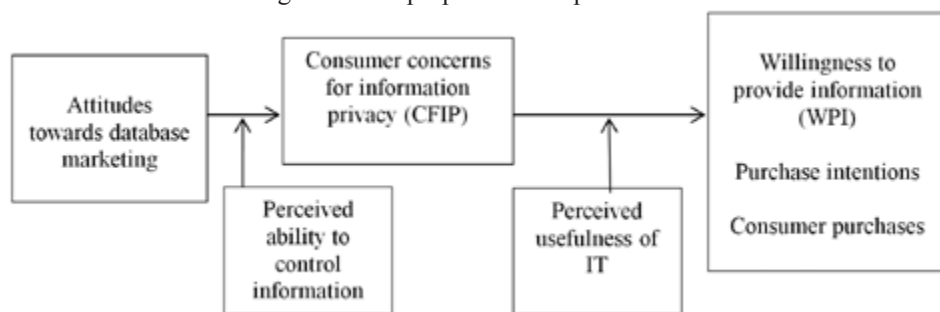 Attitudes
towards database
marketing
Consumer concerns
for information
privacy (CFIP)
Perceived
ability to
control
information
Perceived
usefulness of
IT
Willingness to
provide information
(WPI)
Purchase intentions
Consumer purchases